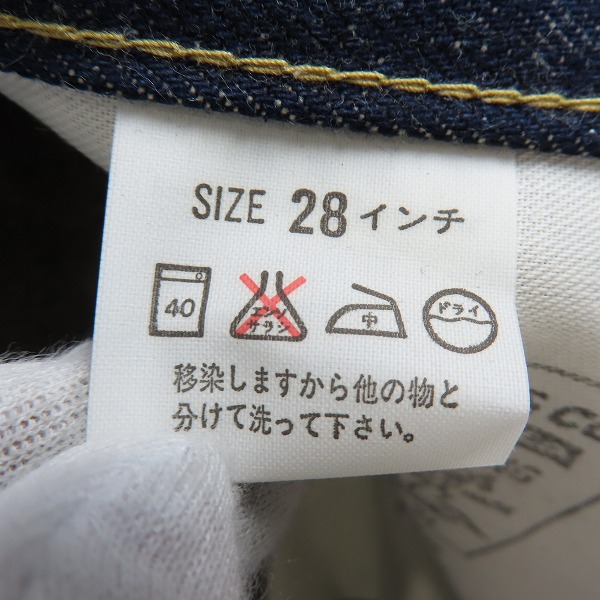 SIZE 28インチ
40 エンソサラシ 中 ドライ
移染しますから他の物と
分けて洗って下さい。